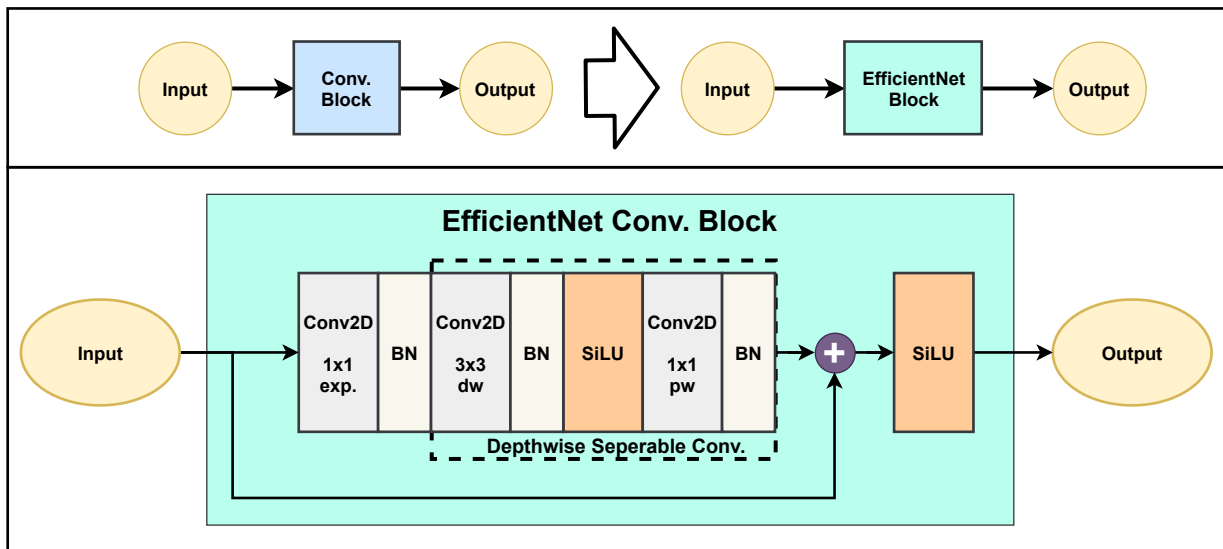 Input
Conv.
Block
Output
Input
EfficientNet
Block
Output
EfficientNet Conv. Block
Input
Conv2D
1x1
exp.
BN
Conv2D
3x3
dw
BN
SiLU
Conv2D
1x1
pw
BN
+
SiLU
Output
Depthwise Seperable Conv.